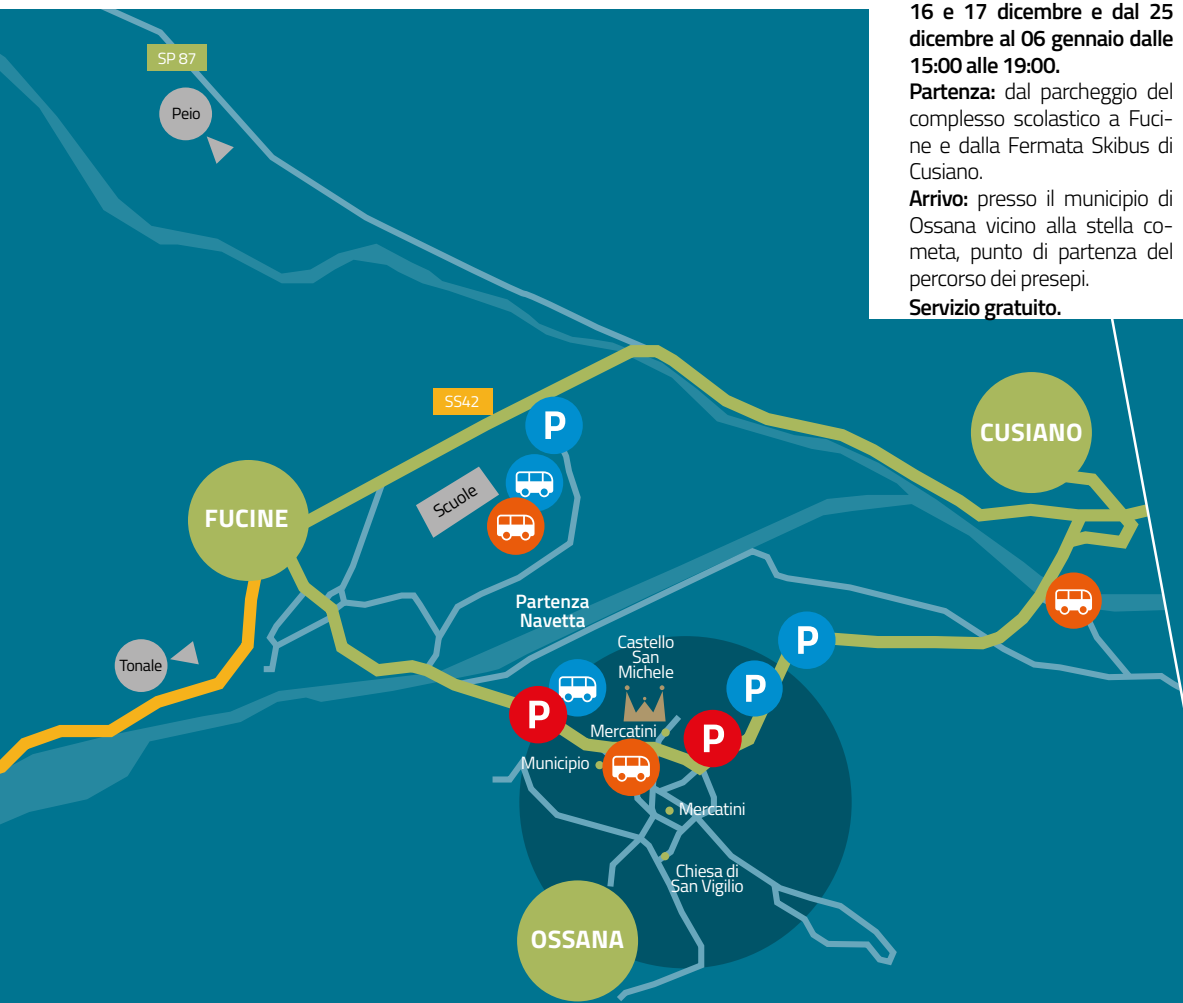 16 e 17 dicembre e dal 25
dicembre al 06 gennaio dalle
15:00 alle 19:00.
Partenza: dal parcheggio del
complesso scolastico a Fuci-
ne e dalla Fermata Skibus di
Cusiano.
Arrivo: presso il municipio di
Ossana vicino alla stella co-
meta, punto di partenza del
percorso dei presepi.
Servizio gratuito.
SP 87
Peio
SS42
P
CUSIANO
Scuole
FUCINE
Partenza
Navetta
Castello
San
Michele
P
Tonale
P
P
Mercatini
P
Municipio
Mercatini
Chiesa di
San Vigilio
OSSANA